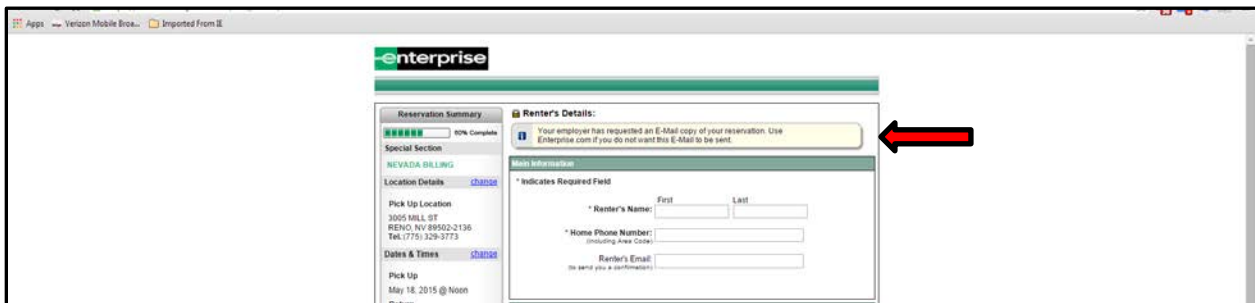 Apps Verizon Mobile Broa... Imported From IE
enterprise
Reservation Summary
60% Complete
Special Section
NEVADA BILLING
Location Details change
Pick Up Location
3005 MILL ST
RENO, NV 89502-2136
Tel.:(775) 329-3773
Dates & Times change
Pick Up
May 18, 2015 @ Noon
Renter's Details:
Your employer has requested an E-Mail copy of your reservation. Use
Enterprise.com if you do not want this E-Mail to be sent.
Main Information
* Indicates Required Field
First Last
* Renter's Name:
* Home Phone Number:
(Including Area Code)
Renter's Email:
(to send you a confirmation)